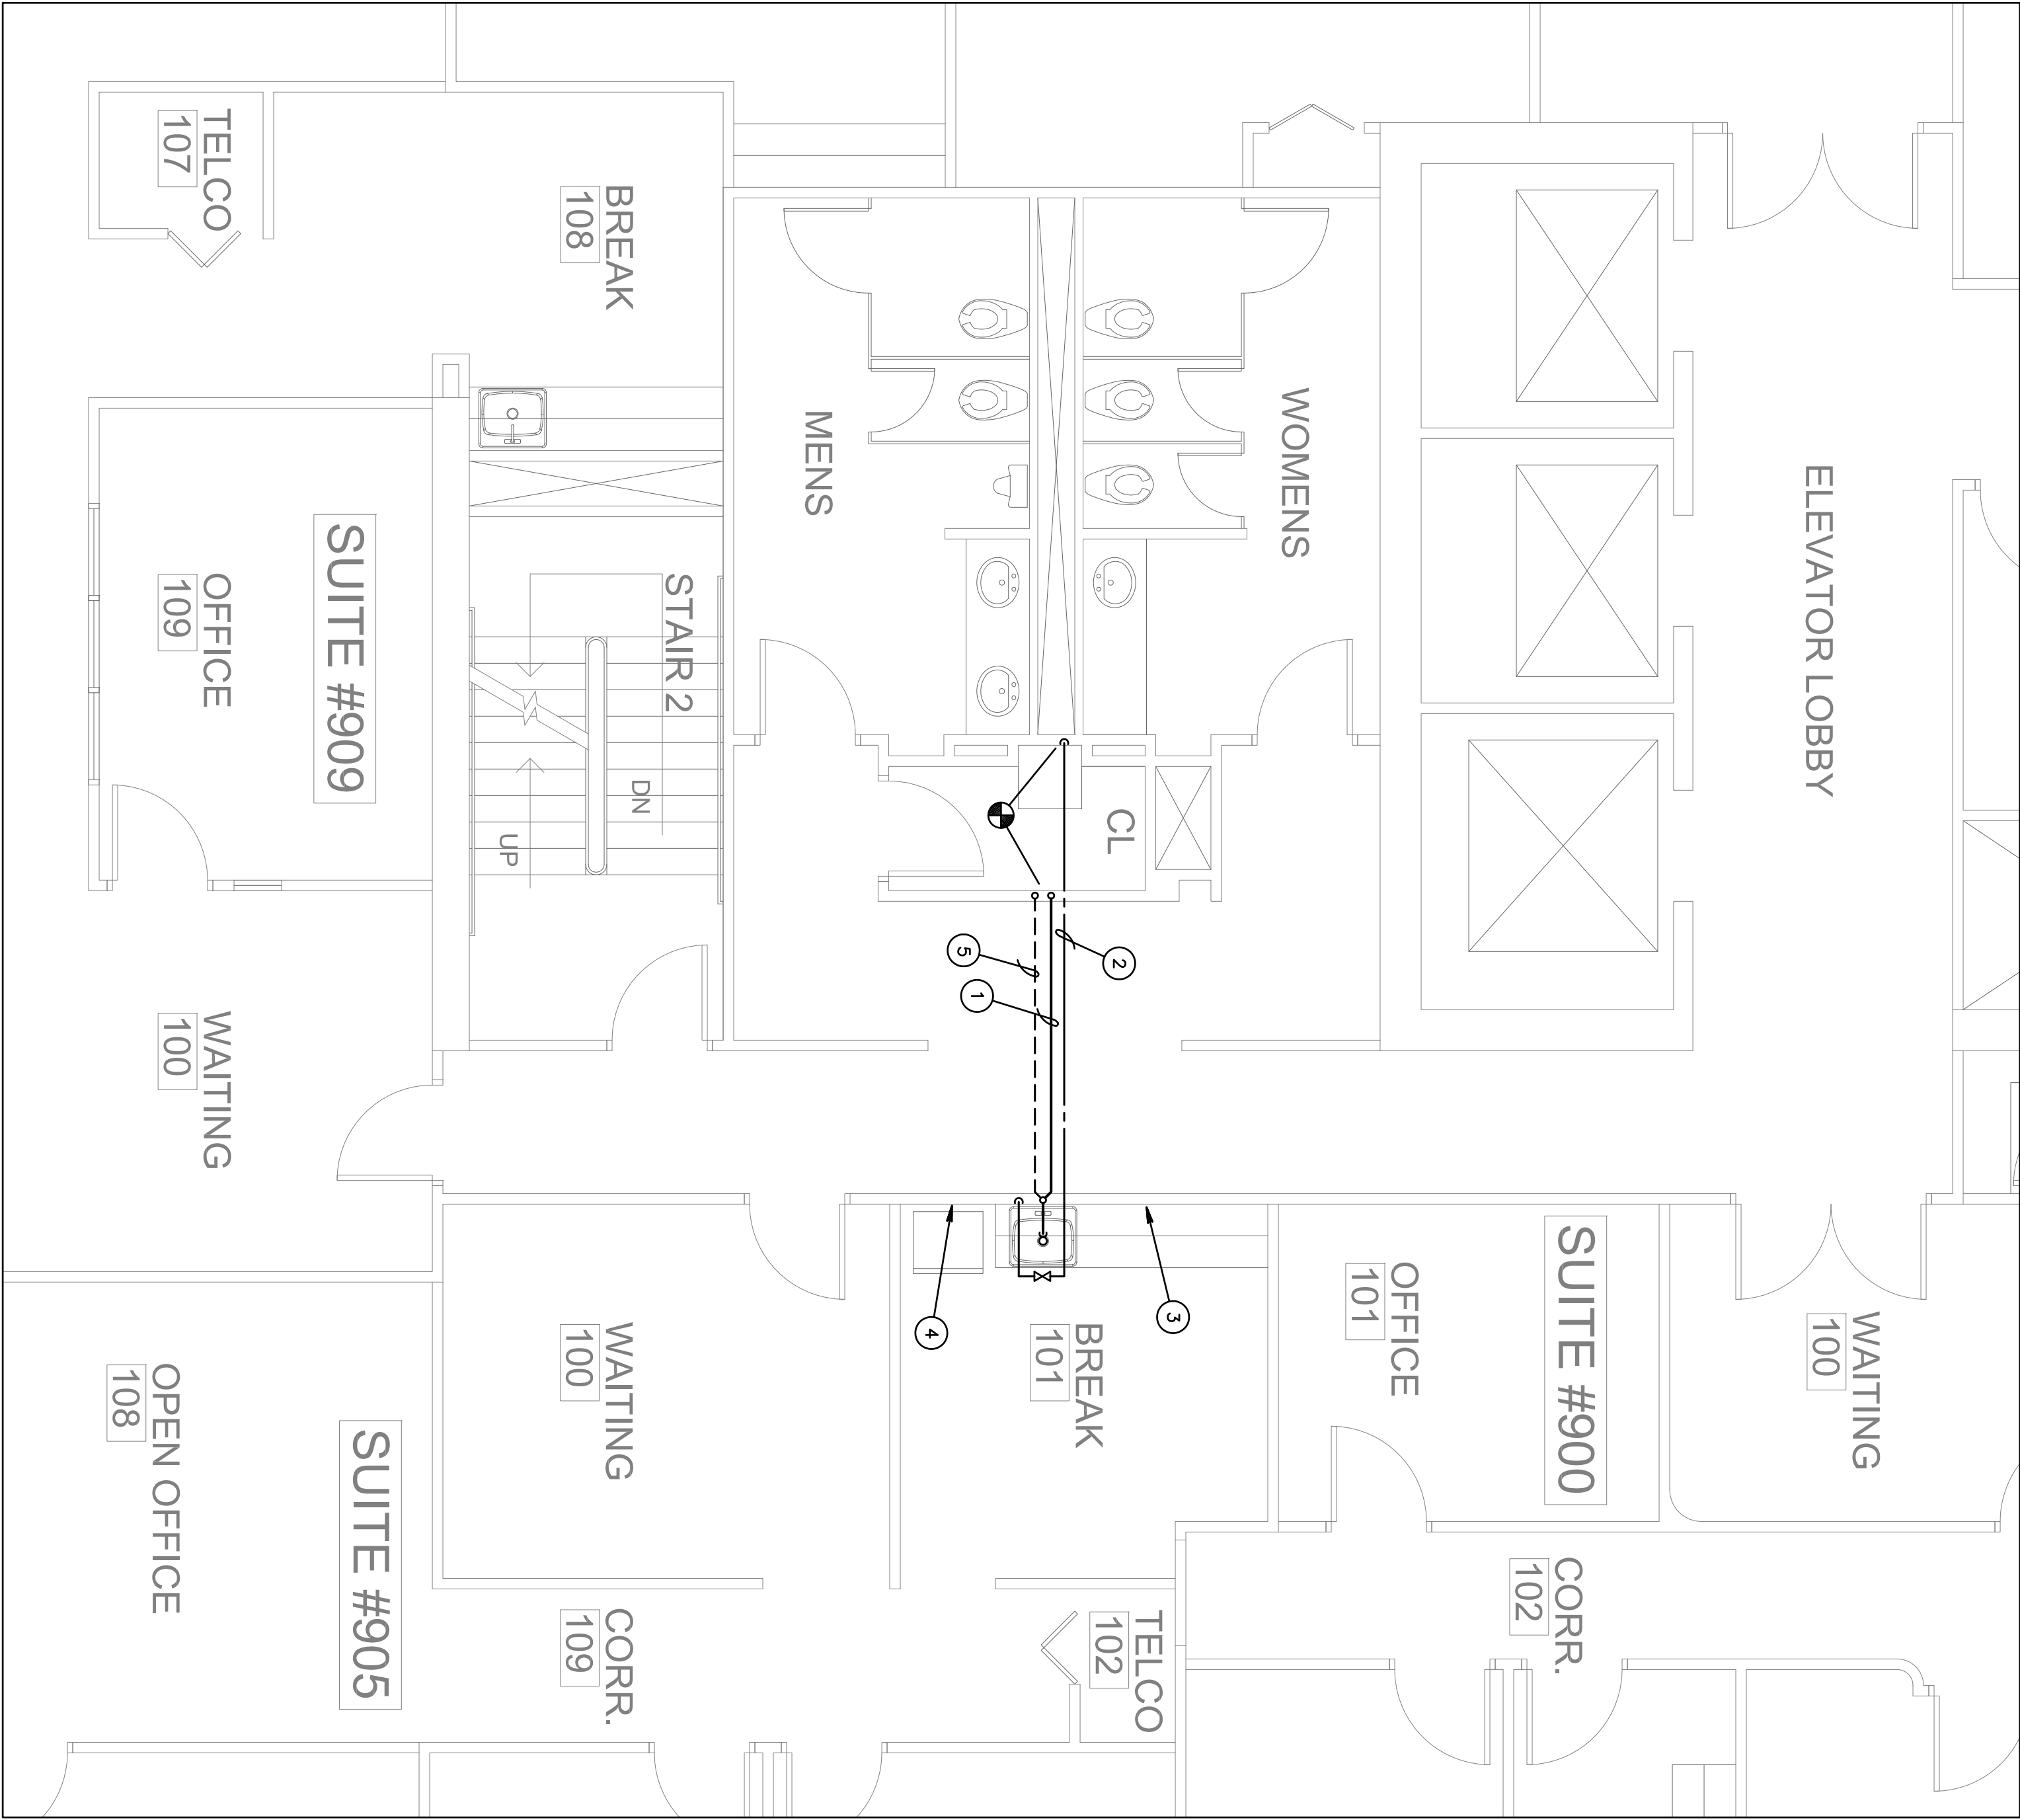 WAITING
100
ELEVATOR LOBBY
SUITE #900
CORR.
102
OFFICE
101
WOMENS
3
TELCO
102
CL
2
BREAK
101
1
5
4
MENS
STAIR 2
DN
BREAK
108
WAITING
100
CORR.
109
UP
SUITE #905
SUITE #909
TELCO
107
OFFICE
109
WAITING
100
OPEN OFFICE
108